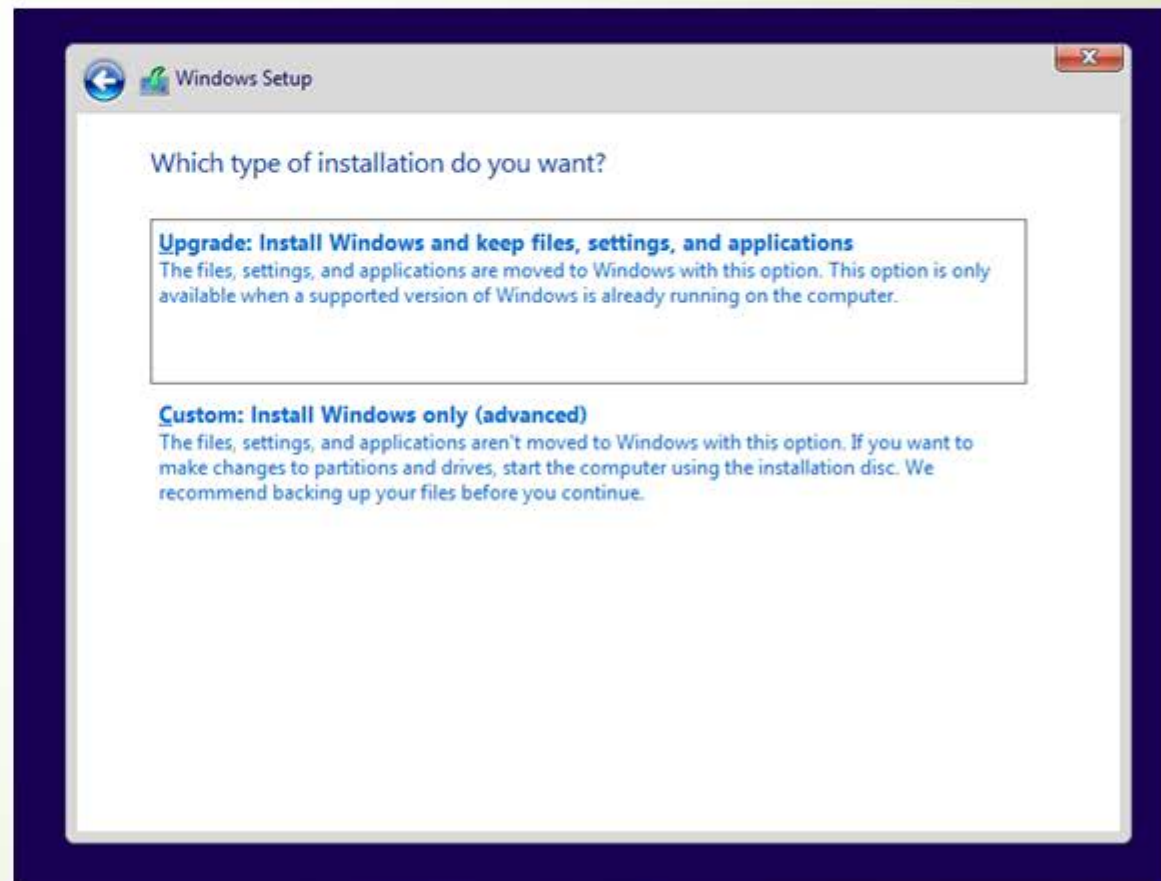 Windows Setup
Which type of installation do you want?
Upgrade: Install Windows and keep files, settings, and applications
The files, settings, and applications are moved to Windows with this option. This option is only
available when a supported version of Windows is already running on the computer.
Custom: Install Windows only (advanced)
The files, settings, and applications aren't moved to Windows with this option. If you want to
make changes to partitions and drives, start the computer using the installation disc. We
recommend backing up your files before you continue.